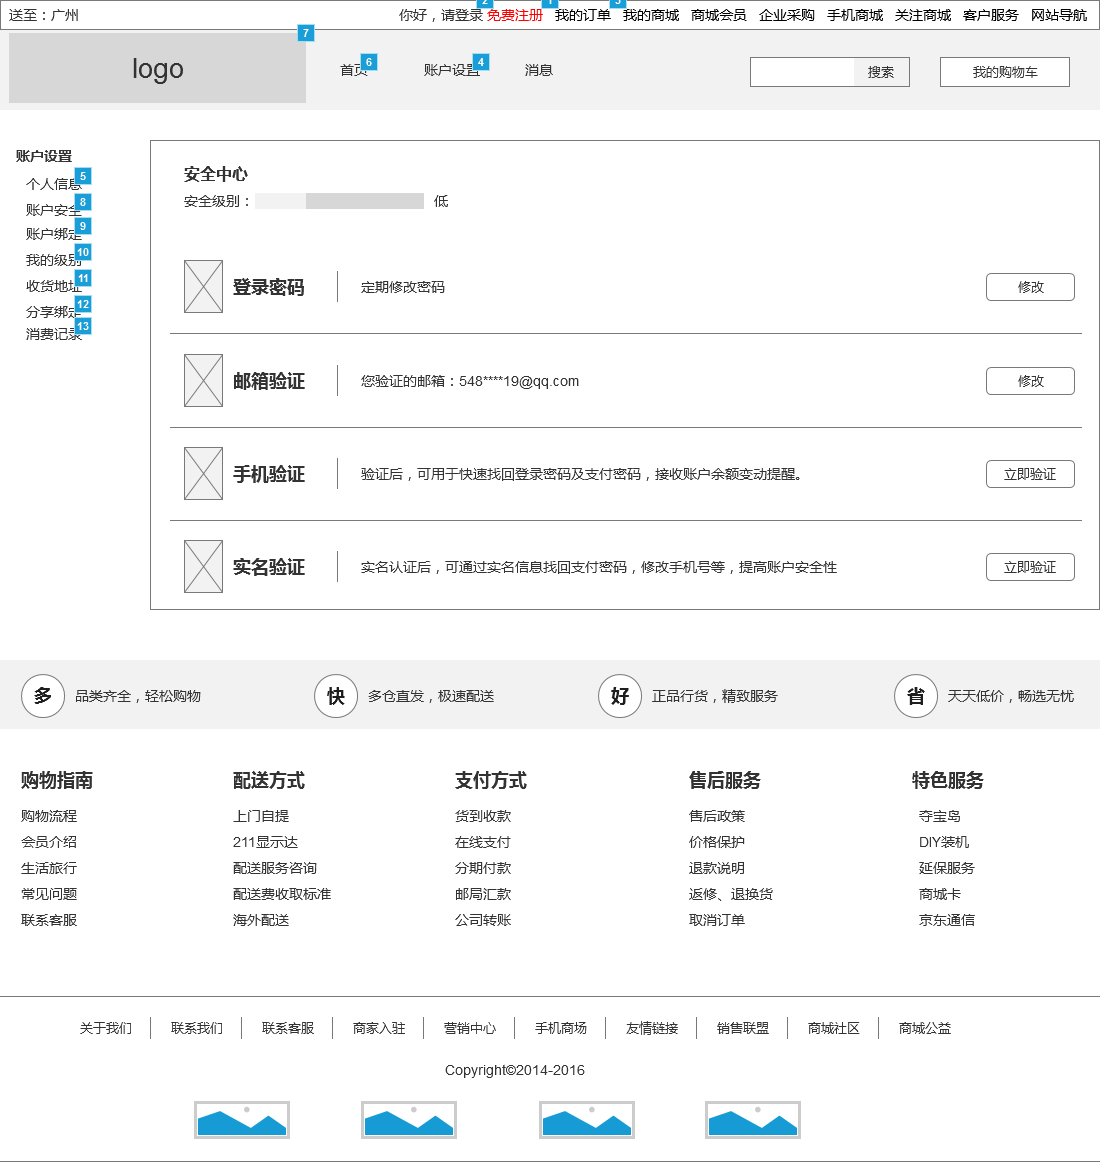 送至：广州 你好，请登录 免费注册 我的订单 我的商城 商城会员 企业采购 手机商城 关注商城 客户服务 网站导航
2 1 3
7
logo 首页 6 账户设置 4 消息 搜索 我的购物车
账户设置
个人信息 5
账户安全 8
账户绑定 9
我的级别 10
收货地址 11
分享绑定 12
消费记录 13
安全中心
安全级别： 低
登录密码 定期修改密码 修改
邮箱验证 您验证的邮箱：548****19@qq.com 修改
手机验证 验证后，可用于快速找回登录密码及支付密码，接收账户余额变动提醒。 立即验证
实名验证 实名认证后，可通过实名信息找回支付密码，修改手机号等，提高账户安全性 立即验证
多 品类齐全，轻松购物 快 多仓直发，极速配送 好 正品行货，精致服务 省 天天低价，畅选无忧
购物指南 配送方式 支付方式 售后服务 特色服务
购物流程 上门自提 货到收款 售后政策 夺宝岛
会员介绍 211显示达 在线支付 价格保护 DIY装机
生活旅行 配送服务咨询 分期付款 退款说明 延保服务
常见问题 配送费收取标准 邮局汇款 返修、退换货 商城卡
联系客服 海外配送 公司转账 取消订单 京东通信
关于我们 联系我们 联系客服 商家入驻 营销中心 手机商场 友情链接 销售联盟 商城社区 商城公益
Copyright©2014-2016